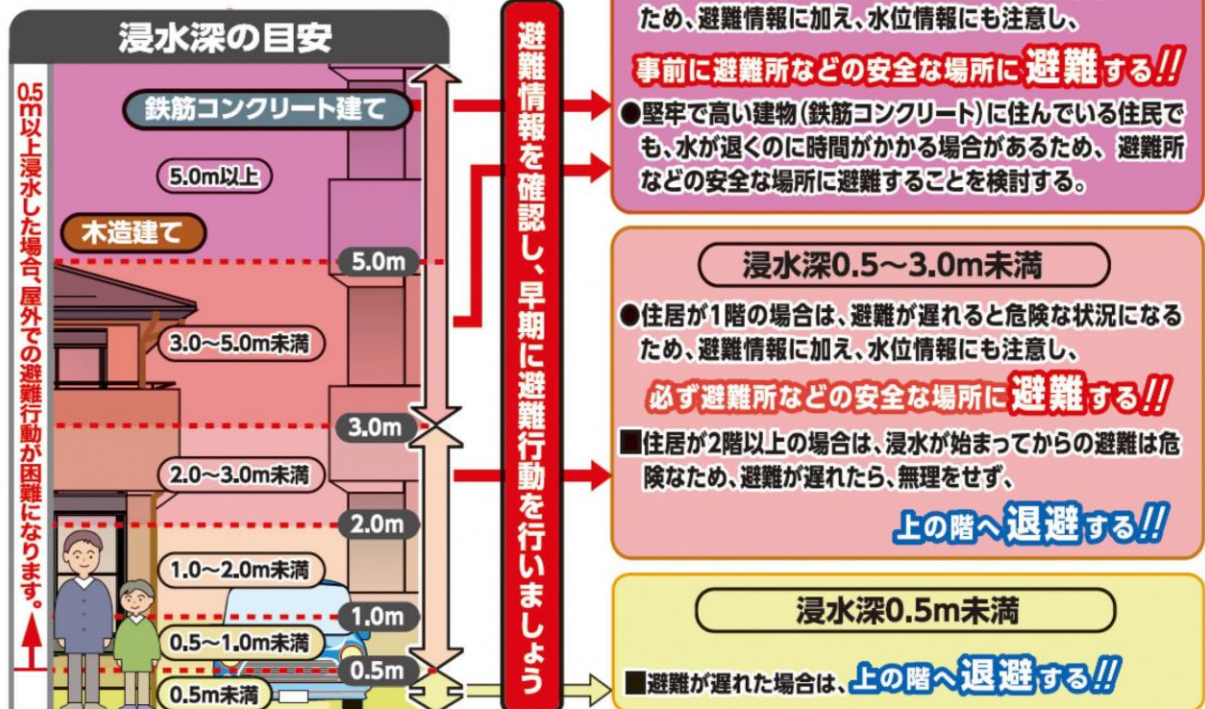 浸水深の目安
0.5m以上浸水した場合、屋外での避難行動が困難になります。
鉄筋コンクリート建て
5.0m以上
木造建て
5.0m
3.0～5.0m未満
3.0m
2.0～3.0m未満
2.0m
1.0～2.0m未満
1.0m
0.5～1.0m未満
0.5m
0.5m未満
避難情報を確認し、早期に避難行動を行いましょう
ため、避難情報に加え、水位情報にも注意し、
事前に避難所などの安全な場所に避難する!!
●堅牢で高い建物(鉄筋コンクリート)に住んでいる住民で
も、水が退くのに時間がかかる場合があるため、避難所
などの安全な場所に避難することを検討する。
浸水深0.5～3.0m未満
●住居が1階の場合は、避難が遅れると危険な状況になる
ため、避難情報に加え、水位情報にも注意し、
必ず避難所などの安全な場所に避難する!!
■住居が2階以上の場合は、浸水が始まってからの避難は危
険なため、避難が遅れたら、無理をせず、
上の階へ退避する!!
浸水深0.5m未満
■避難が遅れた場合は、上の階へ退避する!!